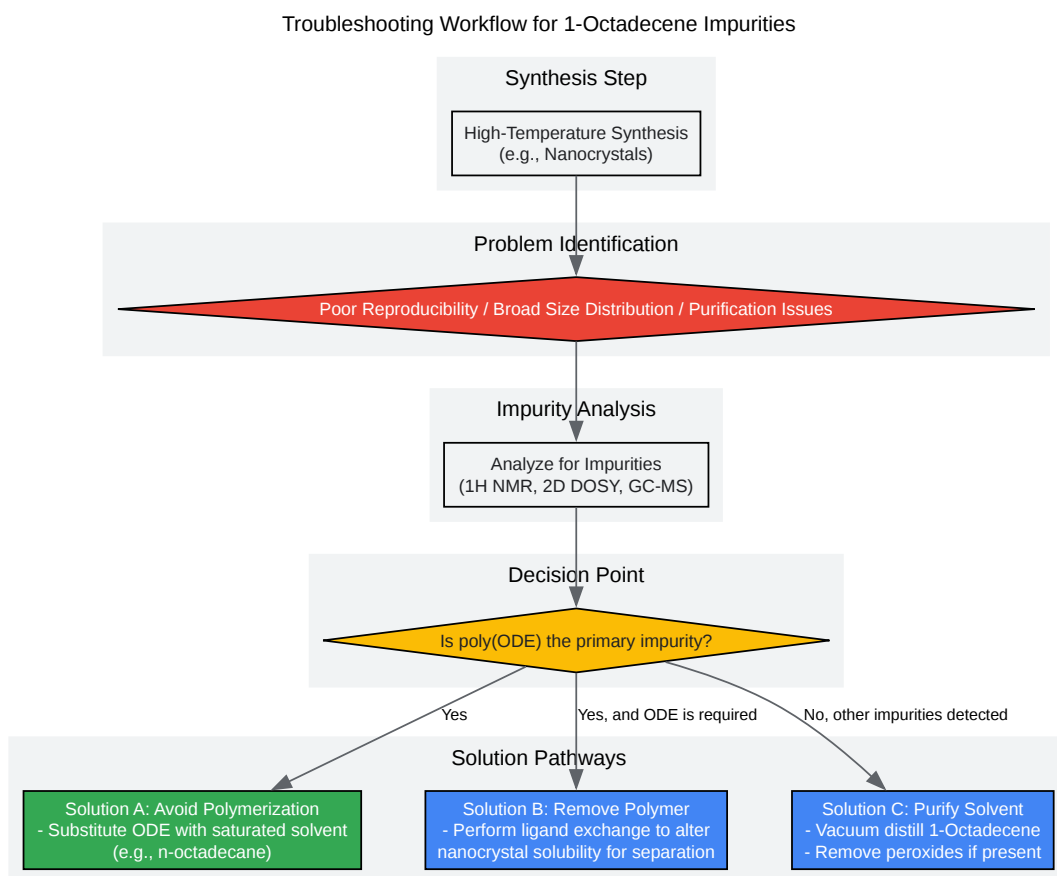 Troubleshooting Workflow for 1-Octadecene Impurities
Synthesis Step
High-Temperature Synthesis
(e.g., Nanocrystals)
Problem Identification
Poor Reproducibility / Broad Size Distribution / Purification Issues
Impurity Analysis
Analyze for Impurities
(1H NMR, 2D DOSY, GC-MS)
Decision Point
Is poly(ODE) the primary impurity?
Yes
Yes, and ODE is required
No, other impurities detected
Solution Pathways
Solution A: Avoid Polymerization
- Substitute ODE with saturated solvent
(e.g., n-octadecane)
Solution B: Remove Polymer
- Perform ligand exchange to alter
nanocrystal solubility for separation
Solution C: Purify Solvent
- Vacuum distill 1-Octadecene
- Remove peroxides if present